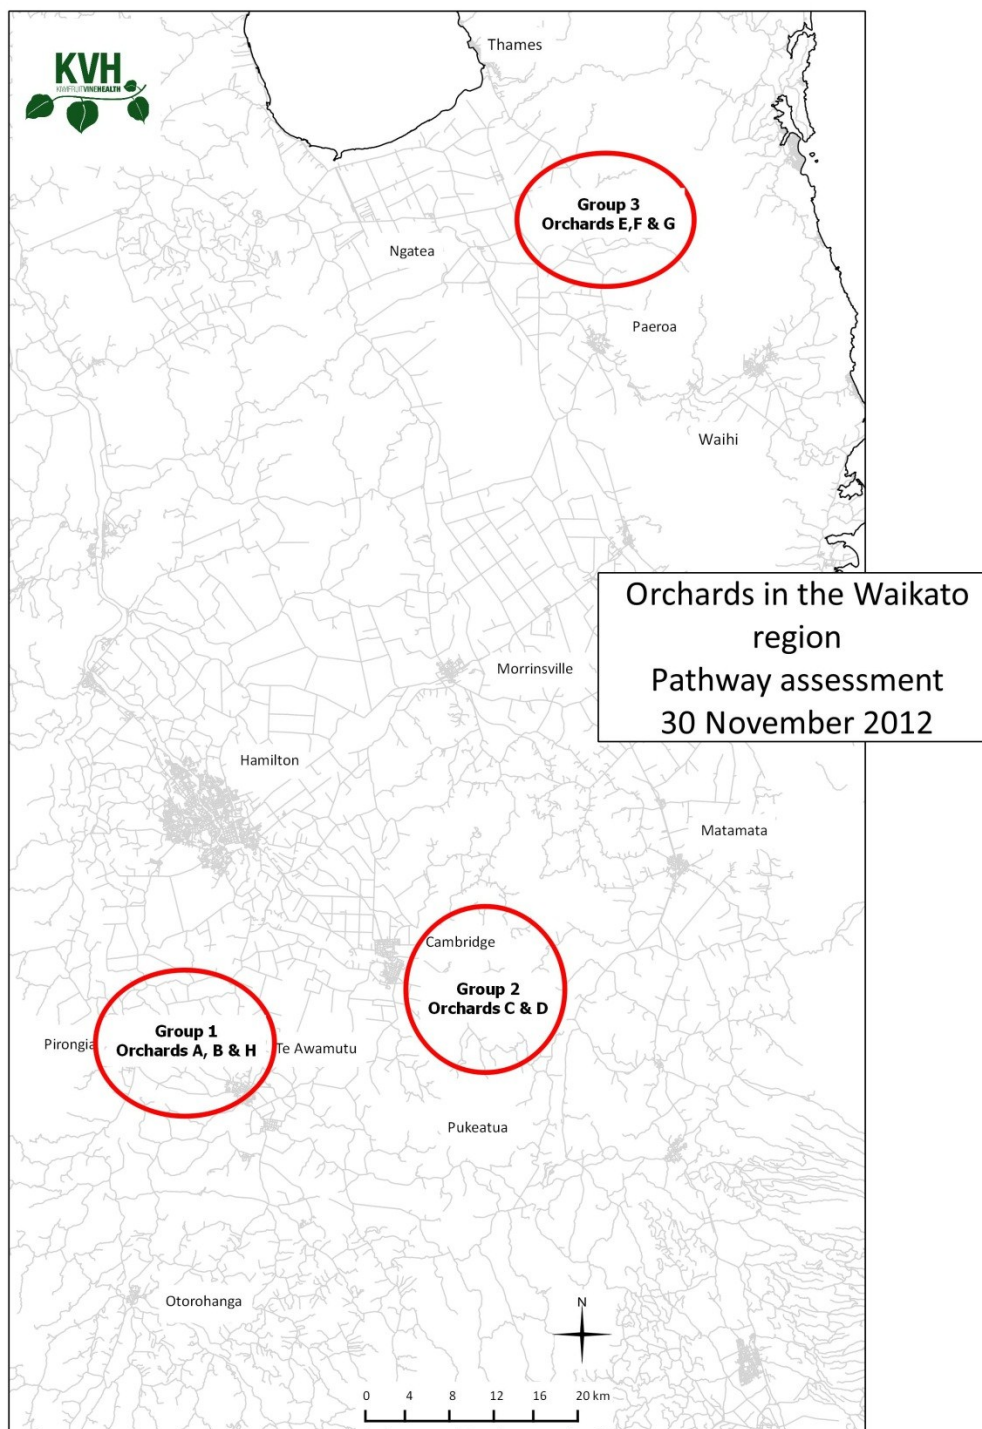 Thames
KVH
KIWIFRUITVINEHEALTH
Group 3
Orchards E,F & G
Ngatea
Paeroa
Waihi
Orchards in the Waikato
region
Pathway assessment
30 November 2012
Morrinsville
Hamilton
Matamata
Cambridge
Group 2
Orchards C & D
Group 1
Orchards A, B & H
Pirongia
Te Awamutu
Pukeatua
Otorohanga
N
0 4 8 12 16 20 km